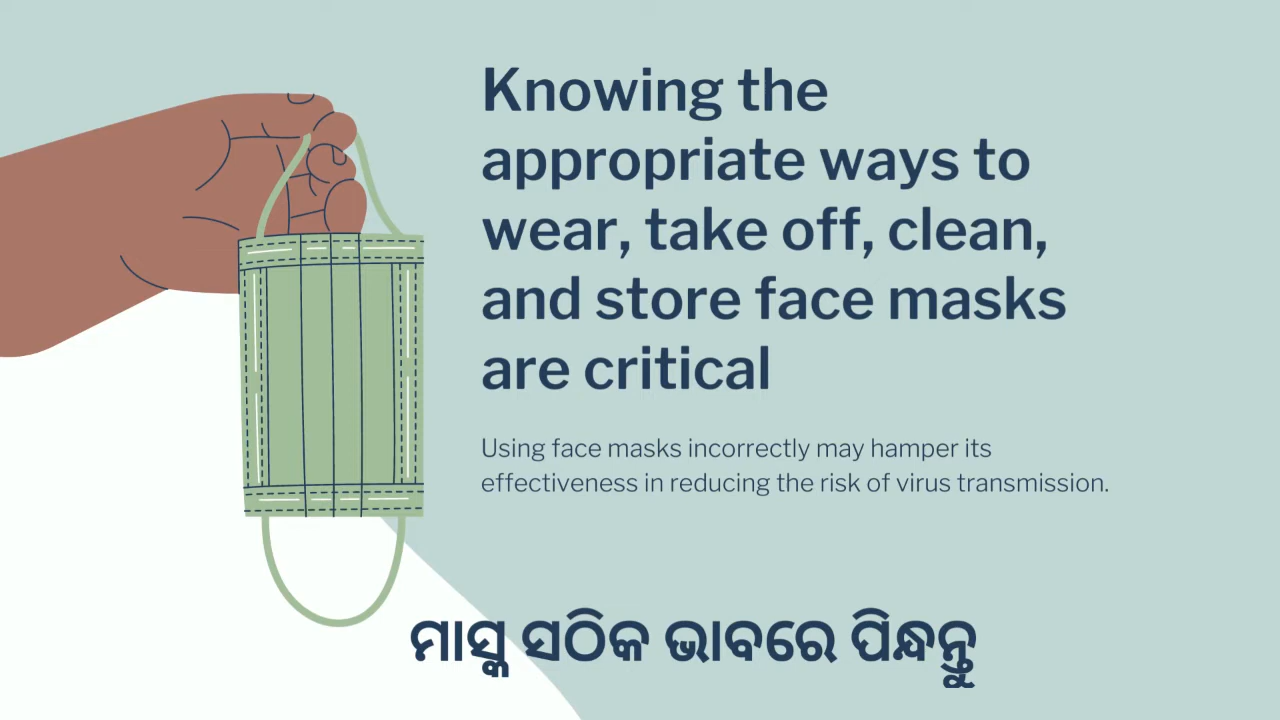 Knowing the
appropriate ways to
wear, take off, clean,
and store face masks
are critical
Using face masks incorrectly may hamper its
effectiveness in reducing the risk of virus transmission.
ମାସ୍କ ସଠିକ ଭାବରେ ପିନ୍ଧନ୍ତୁ